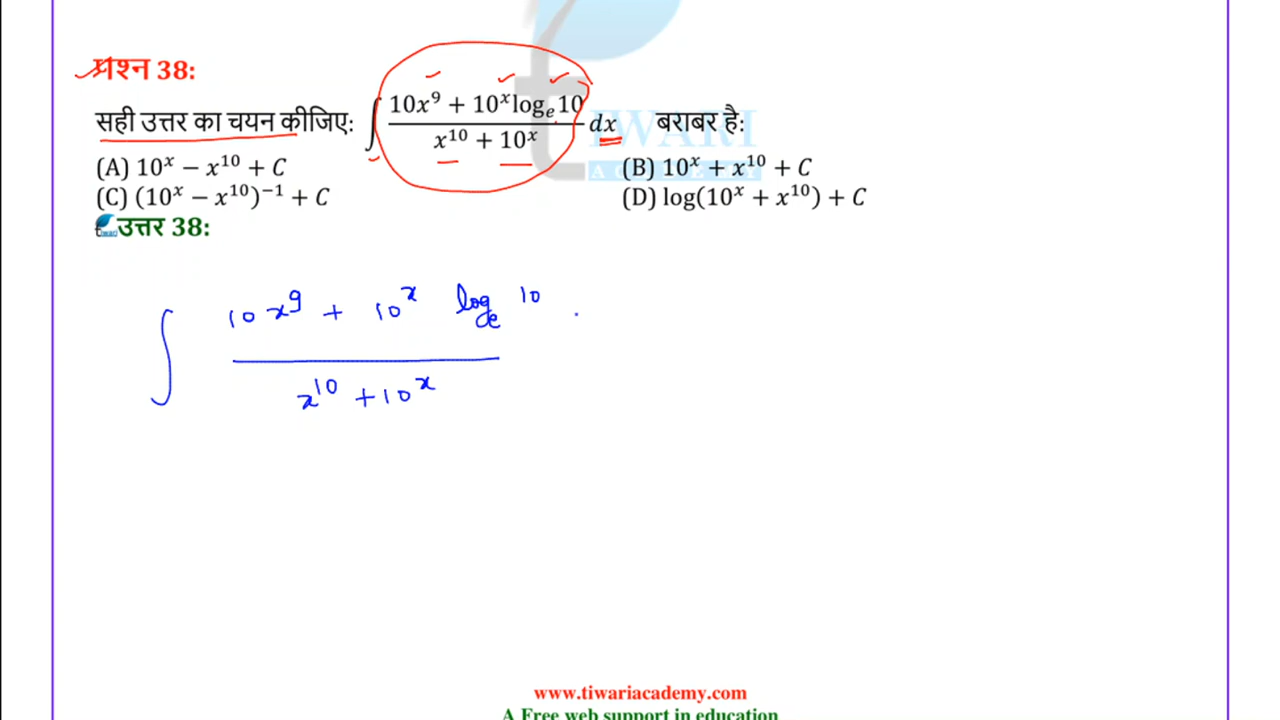 प्रश्न 38:
सही उत्तर का चयन कीजिए: ∫ (10x⁹ + 10ˣ logₑ 10)/(x¹⁰ + 10ˣ) dx बराबर है:
(A) 10ˣ − x¹⁰ + C (B) 10ˣ + x¹⁰ + C
(C) (10ˣ − x¹⁰)⁻¹ + C (D) log(10ˣ + x¹⁰) + C
उत्तर 38:
∫ (10x⁹ + 10ˣ logₑ 10)/(x¹⁰ + 10ˣ)
TIWARI
ACADEMY
www.tiwariacademy.com
A Free web support in education